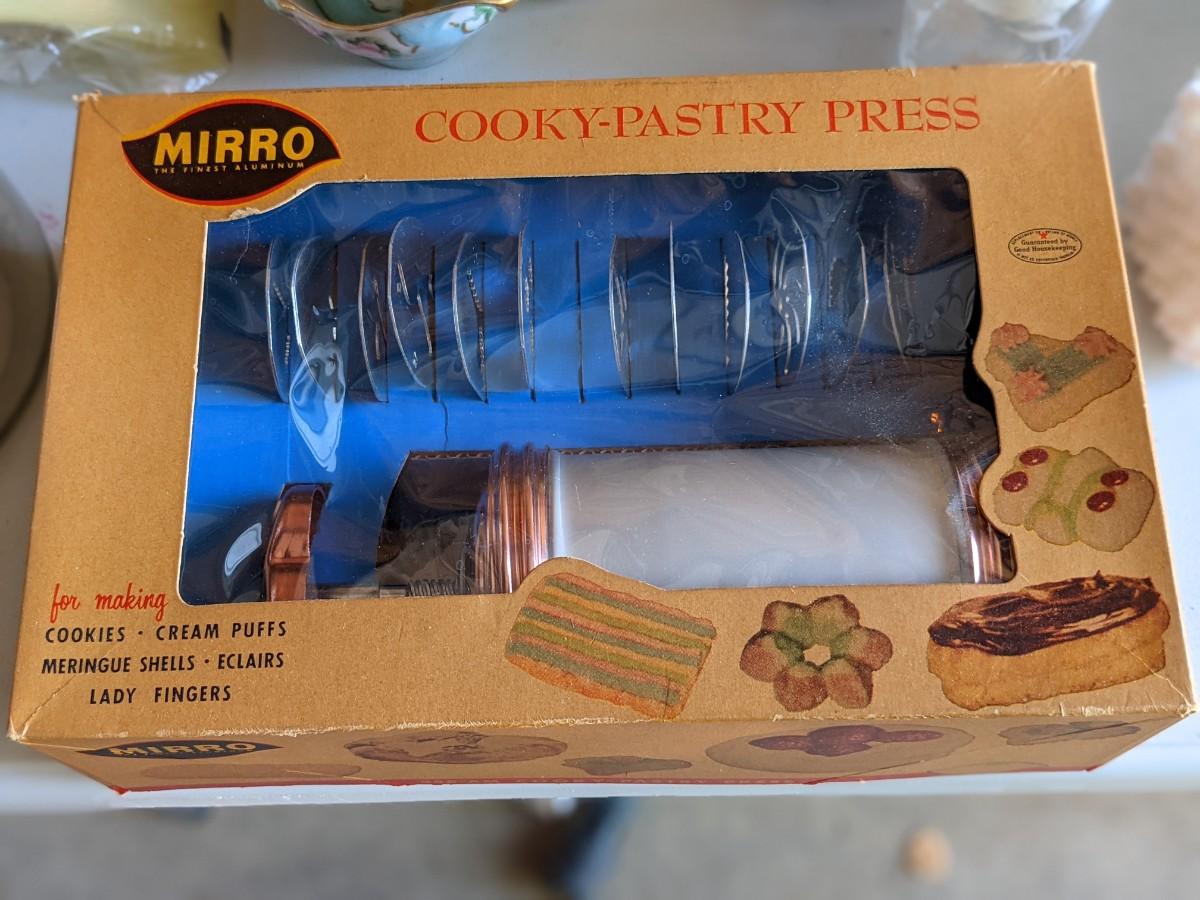 MIRRO
THE FINEST ALUMINUM
COOKY-PASTRY PRESS
Guaranteed by
Good Housekeeping
for making
COOKIES · CREAM PUFFS
MERINGUE SHELLS · ECLAIRS
LADY FINGERS
MIRRO